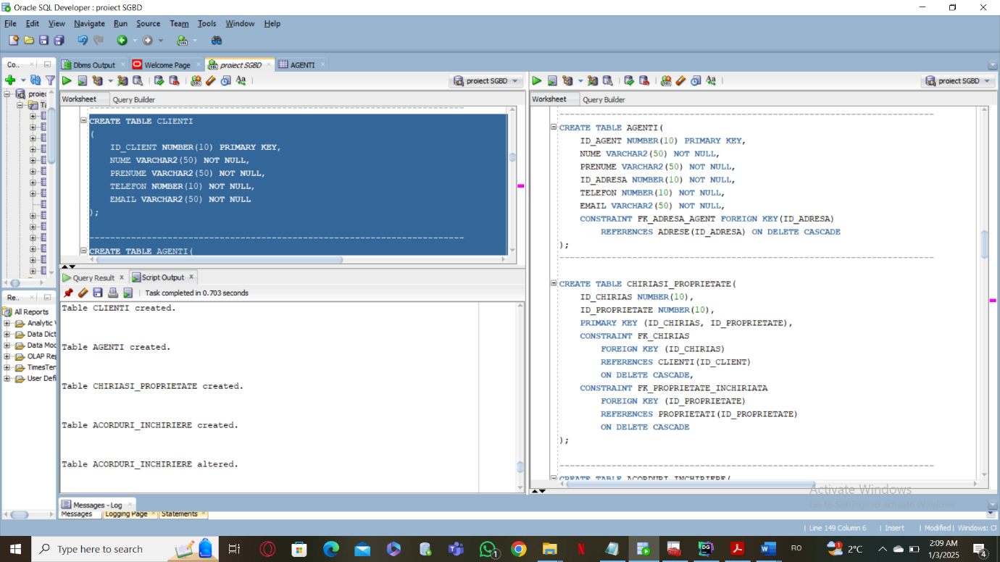 Oracle SQL Developer : proiect SGBD
File Edit View Navigate Run Source Team Tools Window Help
Co..
Dbms Output
Welcome Page
proiect SGBD
AGENTI
proiect SGBD
proiect SGBD
Worksheet
Query Builder
Worksheet
Query Builder
proiec
Ta
CREATE TABLE CLIENTI
(
ID_CLIENT NUMBER(10) PRIMARY KEY,
NUME VARCHAR2(50) NOT NULL,
PRENUME VARCHAR2(50) NOT NULL,
TELEFON NUMBER(10) NOT NULL,
EMAIL VARCHAR2(50) NOT NULL
);
--------------------------------------------------------------------------
CREATE TABLE AGENTI(
Query Result
Script Output
Task completed in 0.703 seconds
Table CLIENTI created.
Table AGENTI created.
Table CHIRIASI_PROPRIETATE created.
Table ACORDURI_INCHIRIERE created.
Table ACORDURI_INCHIRIERE altered.
CREATE TABLE AGENTI(
ID_AGENT NUMBER(10) PRIMARY KEY,
NUME VARCHAR2(50) NOT NULL,
PRENUME VARCHAR2(50) NOT NULL,
ID_ADRESA NUMBER(10) NOT NULL,
TELEFON NUMBER(10) NOT NULL,
EMAIL VARCHAR2(50) NOT NULL,
CONSTRAINT FK_ADRESA_AGENT FOREIGN KEY(ID_ADRESA)
REFERENCES ADRESE(ID_ADRESA) ON DELETE CASCADE
);
--------------------------------------------------------------------------
CREATE TABLE CHIRIASI_PROPRIETATE(
ID_CHIRIAS NUMBER(10),
ID_PROPRIETATE NUMBER(10),
PRIMARY KEY (ID_CHIRIAS, ID_PROPRIETATE),
CONSTRAINT FK_CHIRIAS
FOREIGN KEY (ID_CHIRIAS)
REFERENCES CLIENTI(ID_CLIENT)
ON DELETE CASCADE,
CONSTRAINT FK_PROPRIETATE_INCHIRIATA
FOREIGN KEY (ID_PROPRIETATE)
REFERENCES PROPRIETATI(ID_PROPRIETATE)
ON DELETE CASCADE
);
--------------------------------------------------------------------------
CREATE TABLE ACORDURI_INCHIRIERE(
Re..
All Reports
Analytic
Data Dict
Data Mod
OLAP Rep
TimesTen
User Defi
Messages - Log
Messages
Logging Page
Statements
Activate Windows
Go to Settings to activate Windows.
Line 149 Column 6
Insert
Modified
Windows: CF
Type here to search
1
RO
2°C
2:09 AM
1/3/2025
4